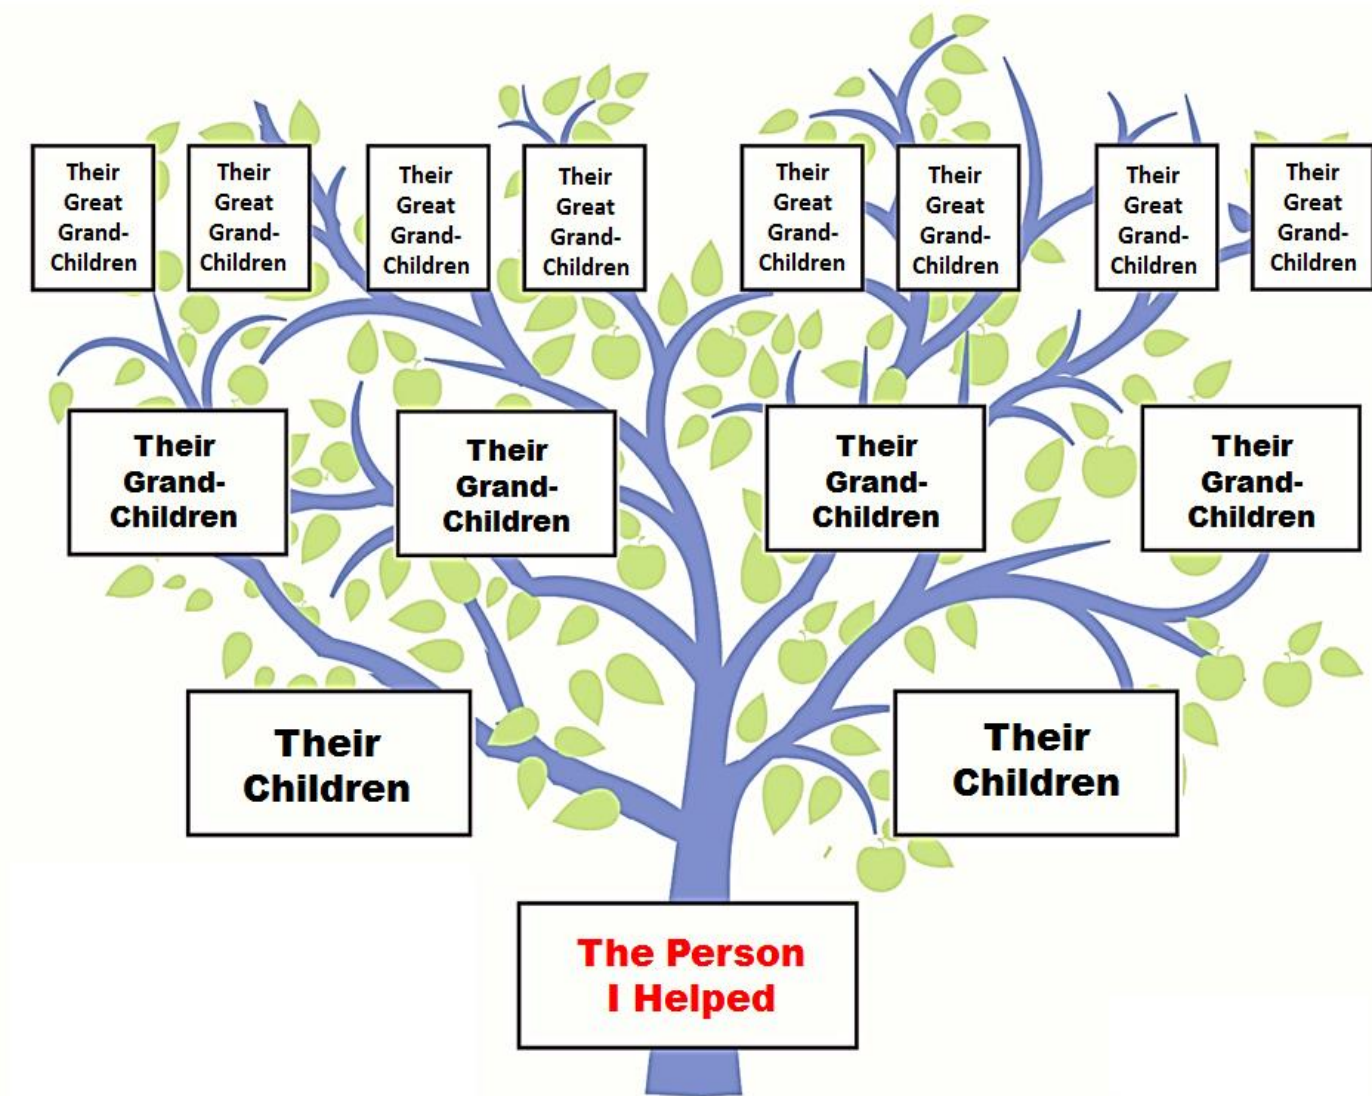 Their
Great
Grand-
Children
Their
Great
Grand-
Children
Their
Great
Grand-
Children
Their
Great
Grand-
Children
Their
Great
Grand-
Children
Their
Great
Grand-
Children
Their
Great
Grand-
Children
Their
Great
Grand-
Children
Their
Grand-
Children
Their
Grand-
Children
Their
Grand-
Children
Their
Grand-
Children
Their
Children
Their
Children
The Person
I Helped